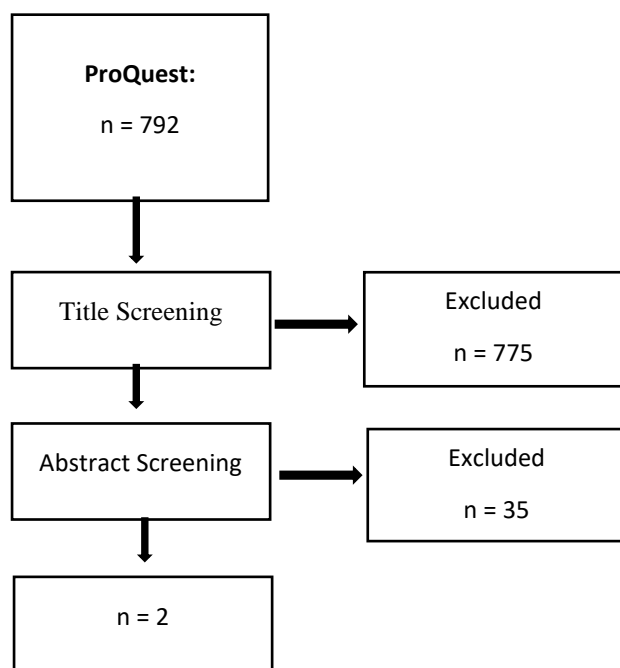 ProQuest:
n = 792
Title Screening
Excluded
n = 775
Abstract Screening
Excluded
n = 35
n = 2